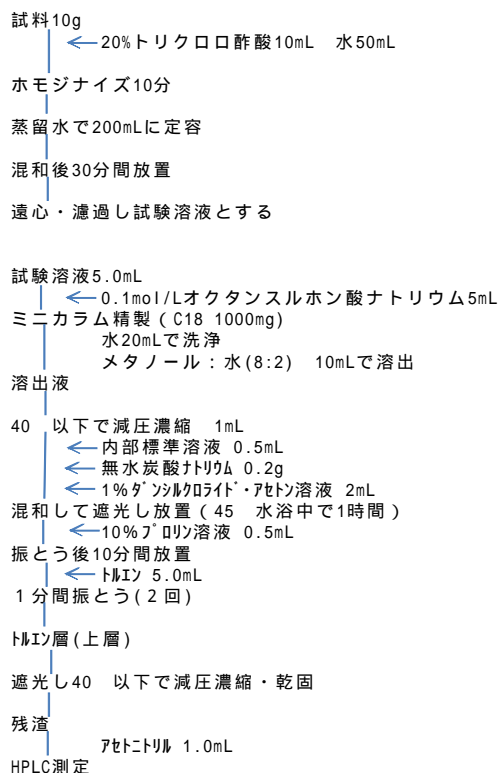 試料10g
20%トリクロロ酢酸10mL　水50mL
ホモジナイズ10分
蒸留水で200mLに定容
混和後30分間放置
遠心・濾過し試験溶液とする
試験溶液5.0mL
0.1mol/Lオクタンスルホン酸ナトリウム5mL
ミニカラム精製（C18 1000mg）
水20mLで洗浄
メタノール：水(8:2)　10mLで溶出
溶出液
40　以下で減圧濃縮　1mL
内部標準溶液 0.5mL
無水炭酸ﾅﾄﾘｳﾑ 0.2g
1%ﾀﾞﾝｼﾙｸﾛﾗｲﾄﾞ･ｱｾﾄﾝ溶液 2mL
混和して遮光し放置（45　水浴中で1時間）
10%ﾌﾟﾛﾘﾝ溶液 0.5mL
振とう後10分間放置
ﾄﾙｴﾝ 5.0mL
１分間振とう(２回)
ﾄﾙｴﾝ層(上層)
遮光し40　以下で減圧濃縮・乾固
残渣
ｱｾﾄﾆﾄﾘﾙ 1.0mL
HPLC測定